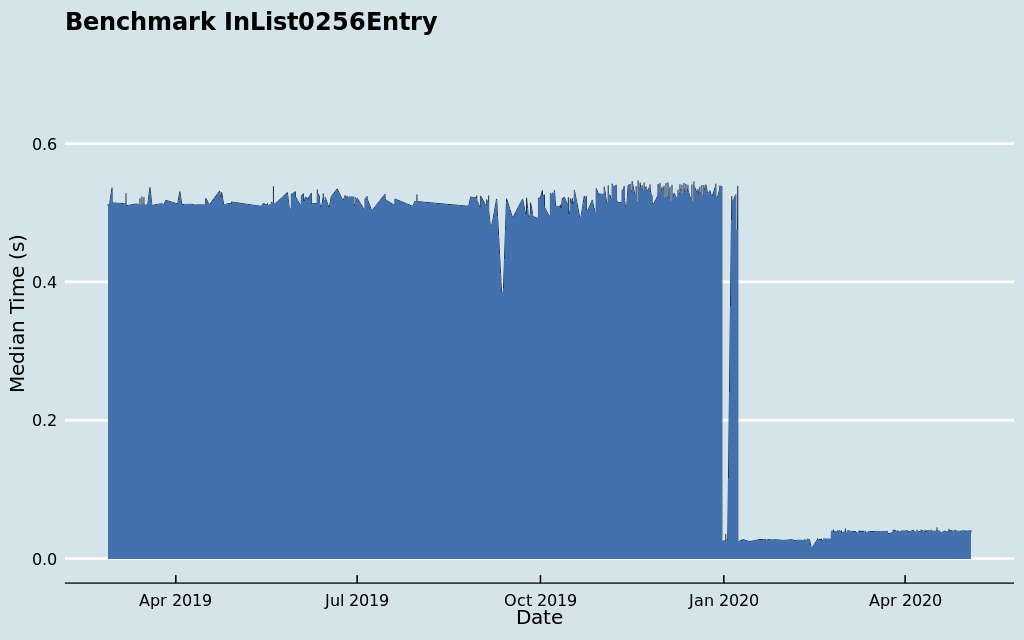 Benchmark InList0256Entry
Median Time (s)
0.6
0.4
0.2
0.0
Apr 2019
Jul 2019
Oct 2019
Jan 2020
Apr 2020
Date